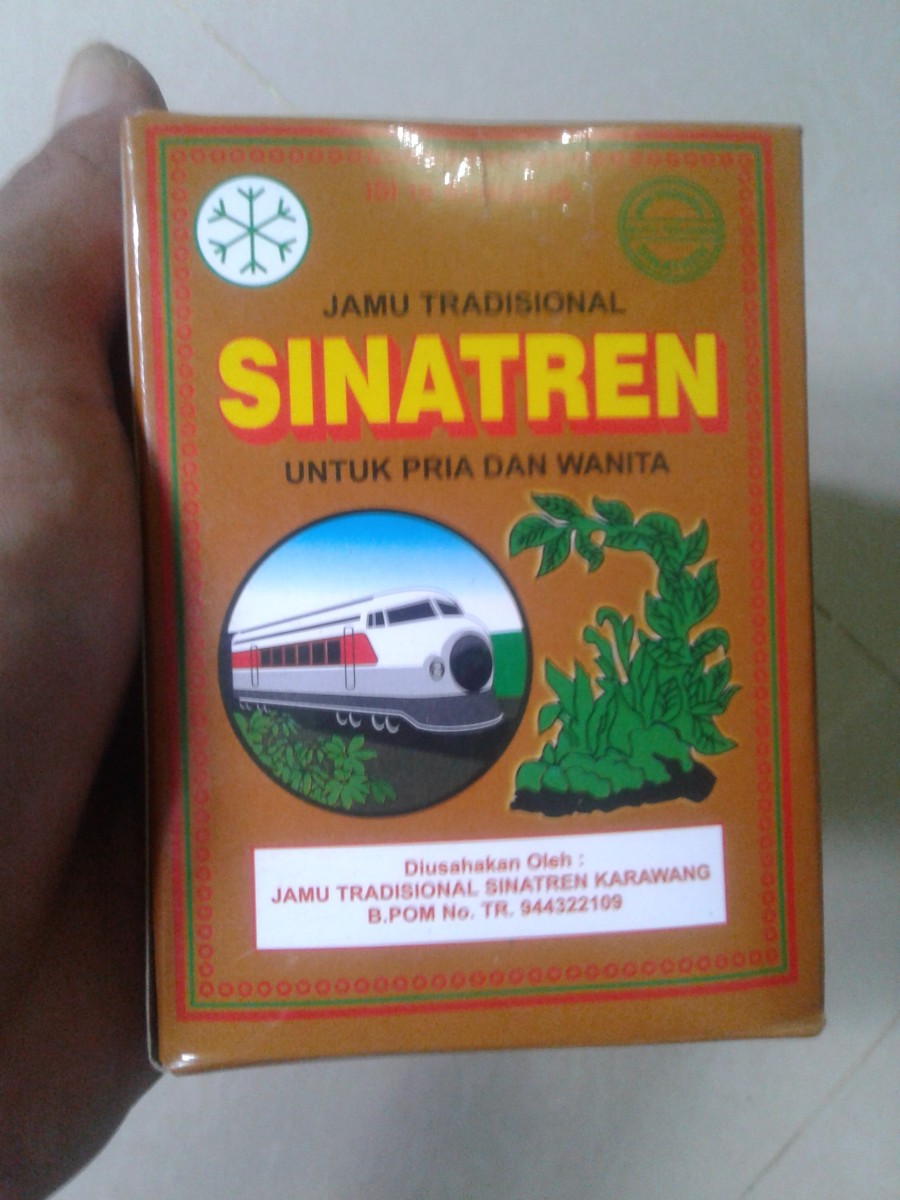 JAMU TRADISIONAL
SINATREN
UNTUK PRIA DAN WANITA
Diusahakan Oleh :
JAMU TRADISIONAL SINATREN KARAWANG
B.POM No. TR. 944322109